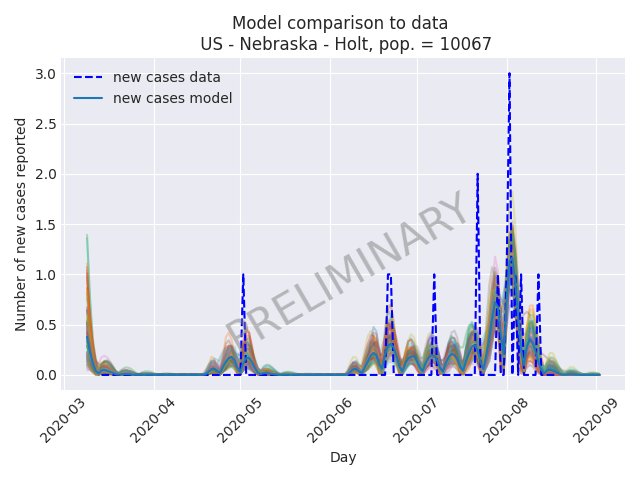 Model comparison to data
US - Nebraska - Holt, pop. = 10067
new cases data
new cases model
PRELIMINARY
Number of new cases reported
3.0
2.5
2.0
1.5
1.0
0.5
0.0
2020-03
2020-04
2020-05
2020-06
2020-07
2020-08
2020-09
Day